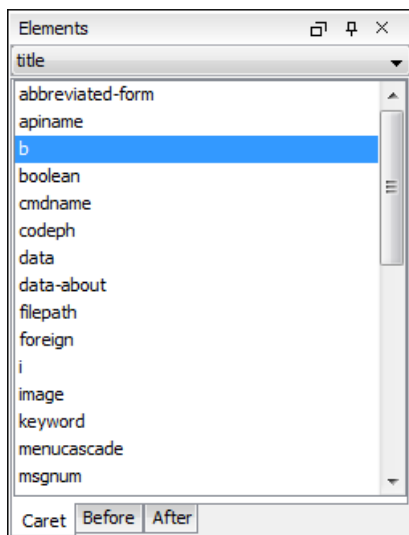 Elements
title
abbreviated-form
apiname
b
boolean
cmdname
codeph
data
data-about
filepath
foreign
i
image
keyword
menucascade
msgnum
Caret Before After